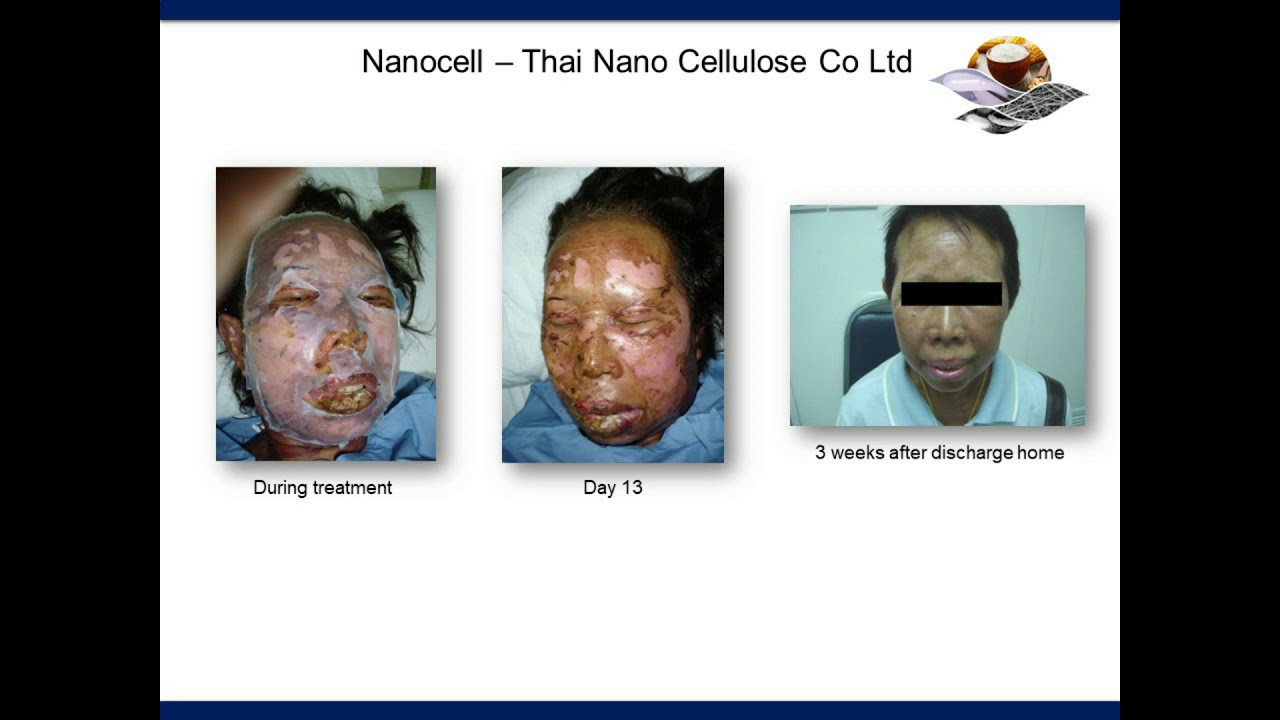 Nanocell – Thai Nano Cellulose Co Ltd
During treatment
Day 13
3 weeks after discharge home